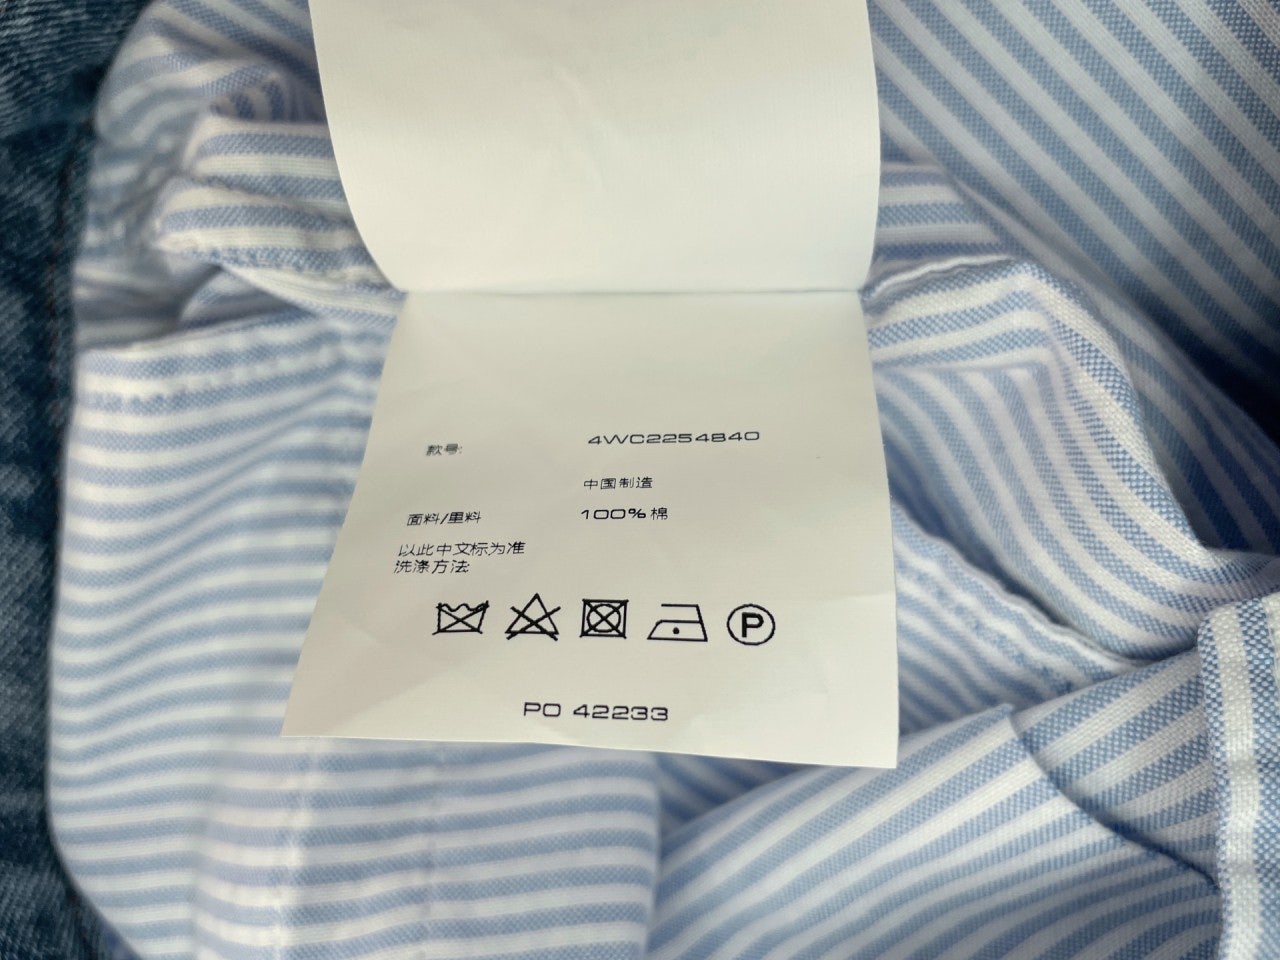 款号: 4WC2254840
中国制造
面料/里料 100%棉
以此中文标为准
洗涤方法:
P
PO 42233